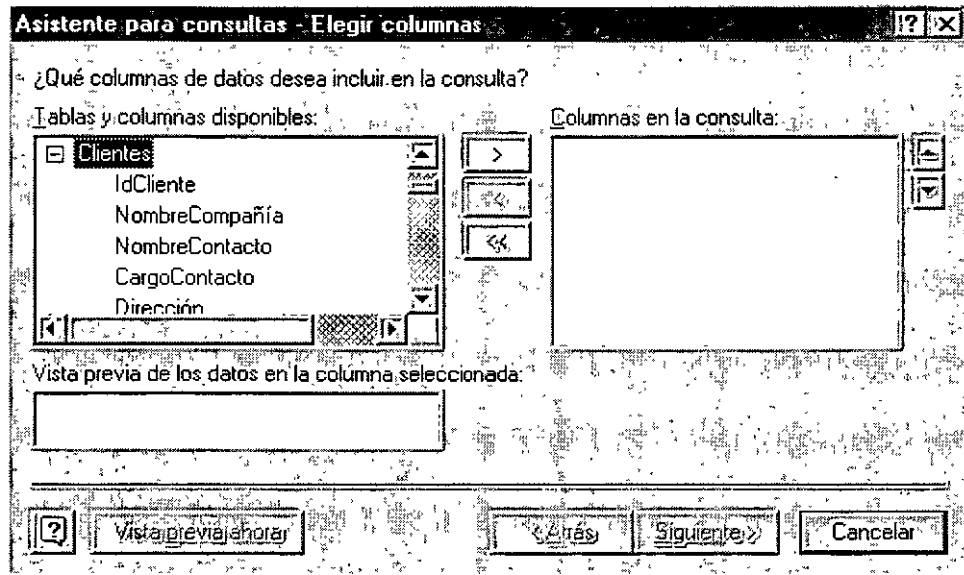 Asistente para consultas - Elegir columnas
¿Qué columnas de datos desea incluir en la consulta?
Tablas y columnas disponibles:
Columnas en la consulta:
Clientes
IdCliente
NombreCompañía
NombreContacto
CargoContacto
Dirección
>
<
<<
Vista previa de los datos en la columna seleccionada:
?
Vista previa ahora
< Atrás
Siguiente >
Cancelar